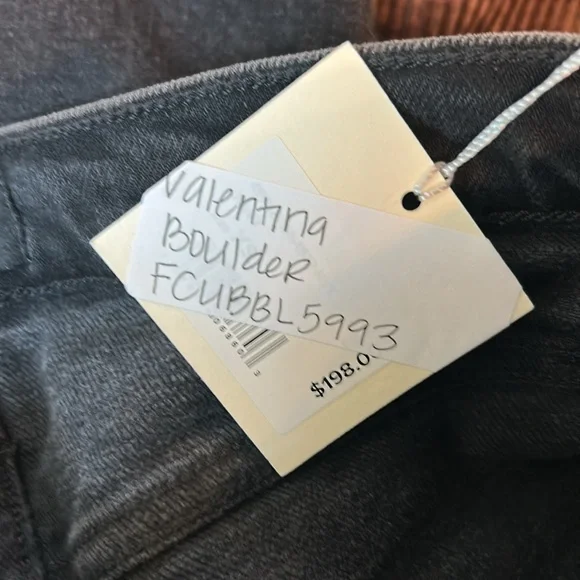 Valentina
Boulder
FCUBBL5993
$198.0